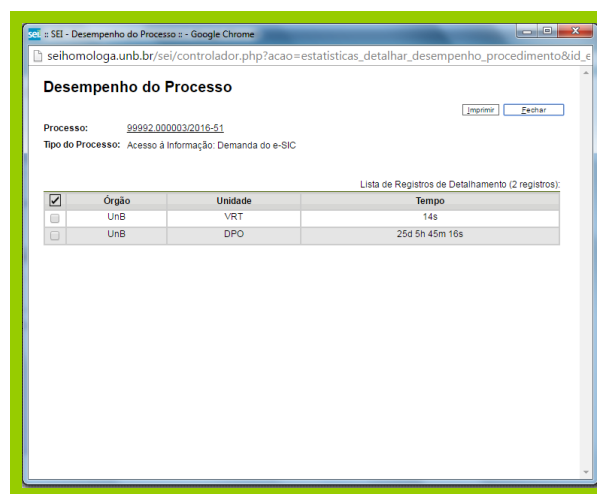 sei :: SEI - Desempenho do Processo :: - Google Chrome
seihomologa.unb.br/sei/controlador.php?acao=estatisticas_detalhar_desempenho_procedimento&id_e
Desempenho do Processo
Imprimir Fechar
Processo: 99992.000003/2016-51
Tipo do Processo: Acesso à Informação: Demanda do e-SIC
Lista de Registros de Detalhamento (2 registros):
Órgão Unidade Tempo
UnB VRT 14s
UnB DPO 25d 5h 45m 16s